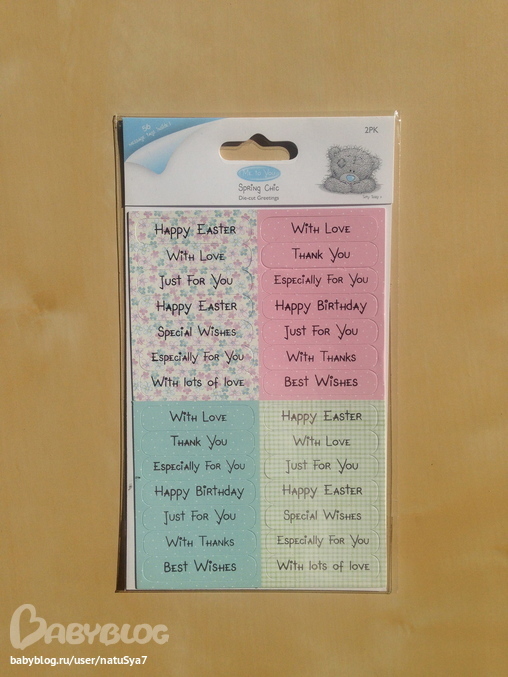 2PK
Spring Chic
Die-cut Greetings
Happy Easter
With Love
Just For You
Happy Easter
Special Wishes
Especially For You
With lots of love
With Love
Thank You
Especially For You
Happy Birthday
Just For You
With Thanks
Best Wishes
With Love
Thank You
Especially For You
Happy Birthday
Just For You
With Thanks
Best Wishes
Happy Easter
With Love
Just For You
Happy Easter
Special Wishes
Especially For You
With lots of love
BABYBLOG
babyblog.ru/user/natuSya7